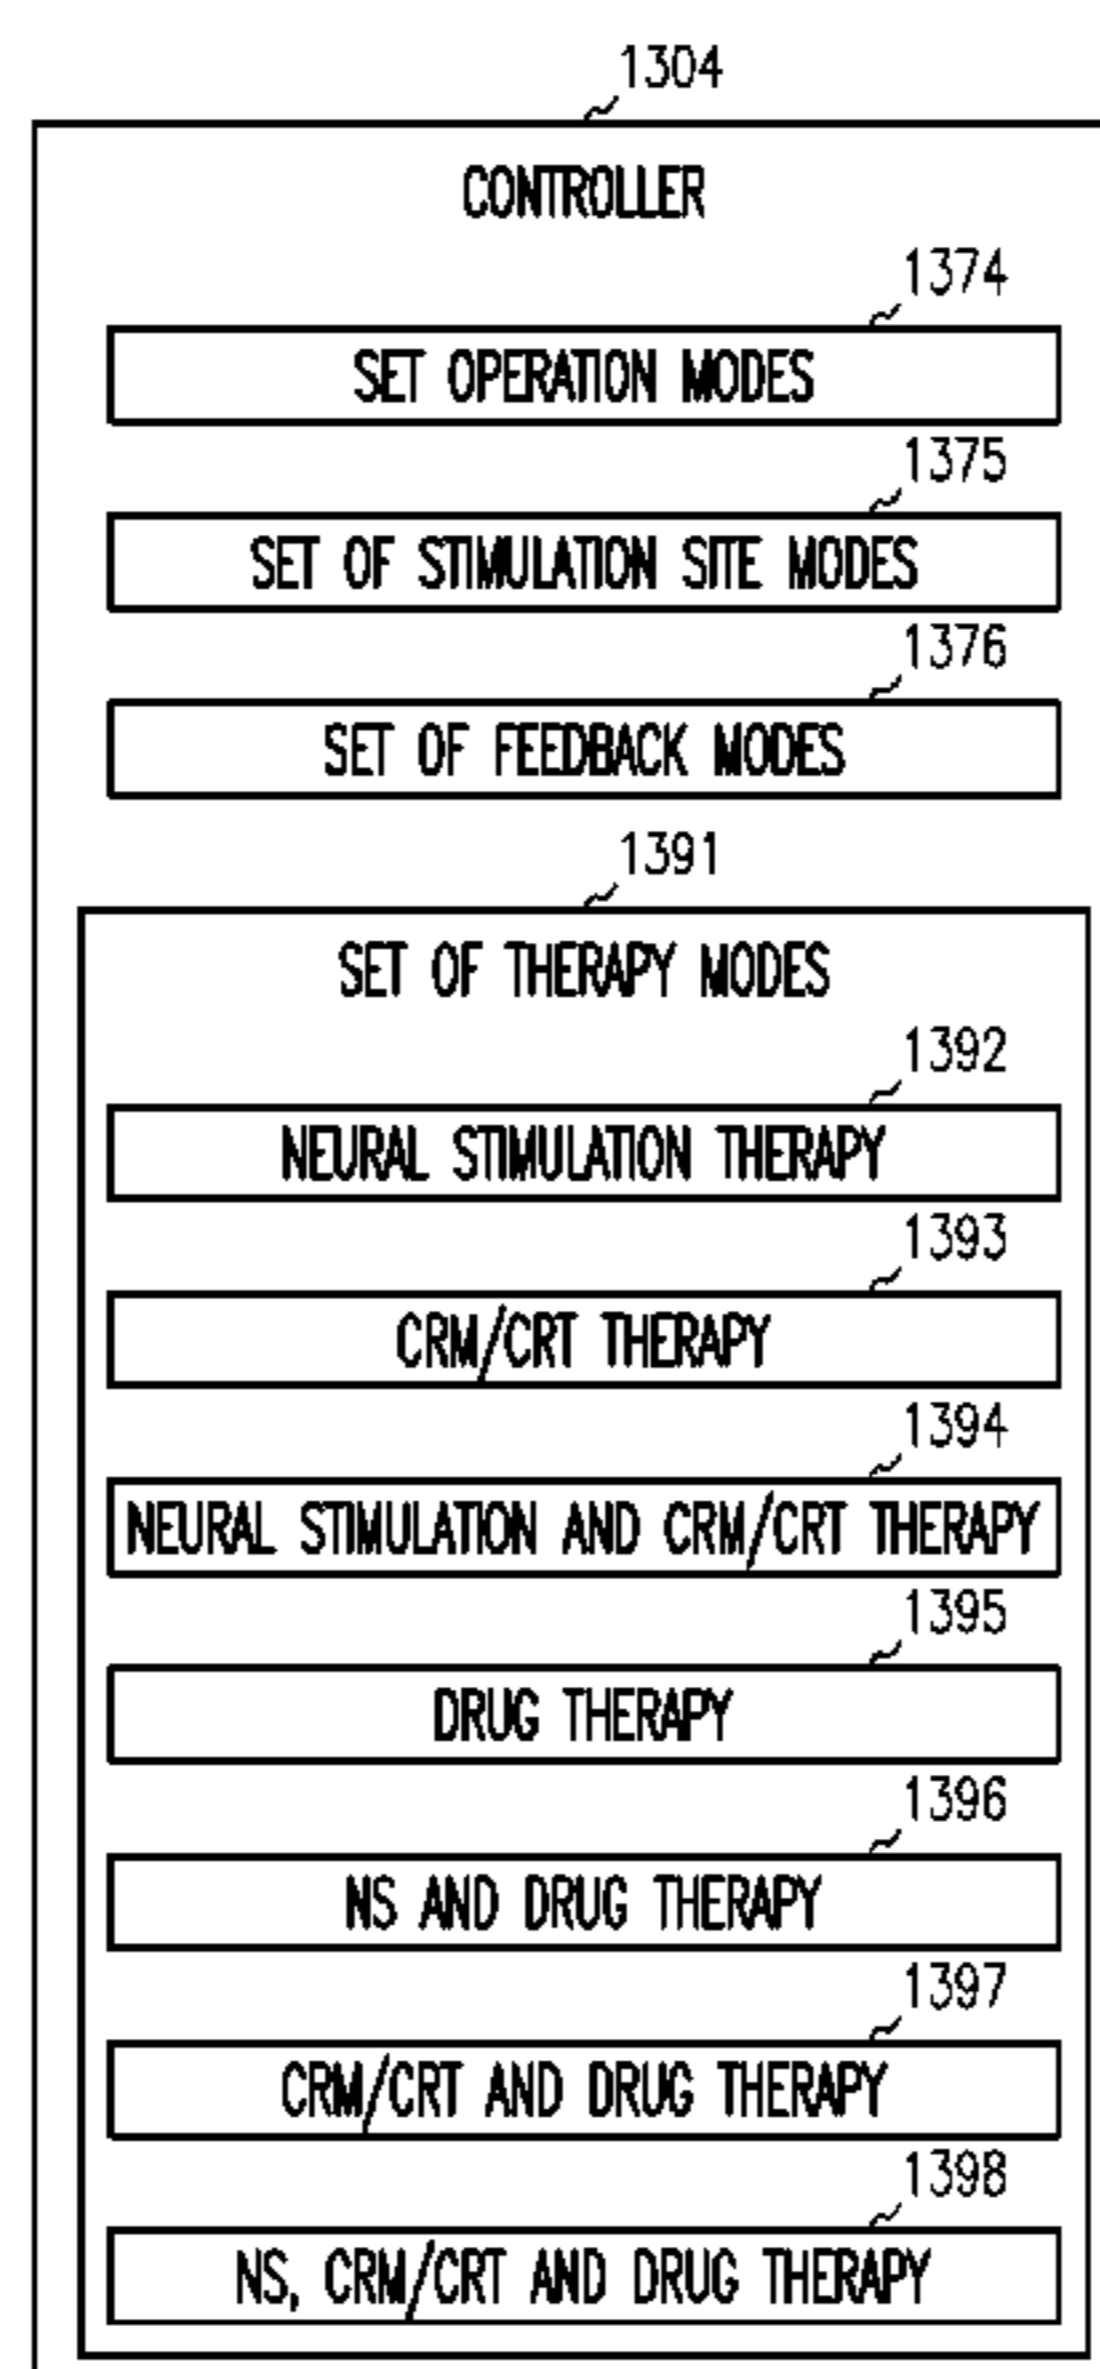 1304
CONTROLLER
1374
SET OPERATION MODES
1375
SET OF STIMULATION SITE MODES
1376
SET OF FEEDBACK MODES
1391
SET OF THERAPY MODES
1392
NEURAL STIMULATION THERAPY
1393
CRM/CRT THERAPY
1394
NEURAL STIMULATION AND CRM/CRT THERAPY
1395
DRUG THERAPY
1396
NS AND DRUG THERAPY
1397
CRM/CRT AND DRUG THERAPY
1398
NS, CRM/CRT AND DRUG THERAPY